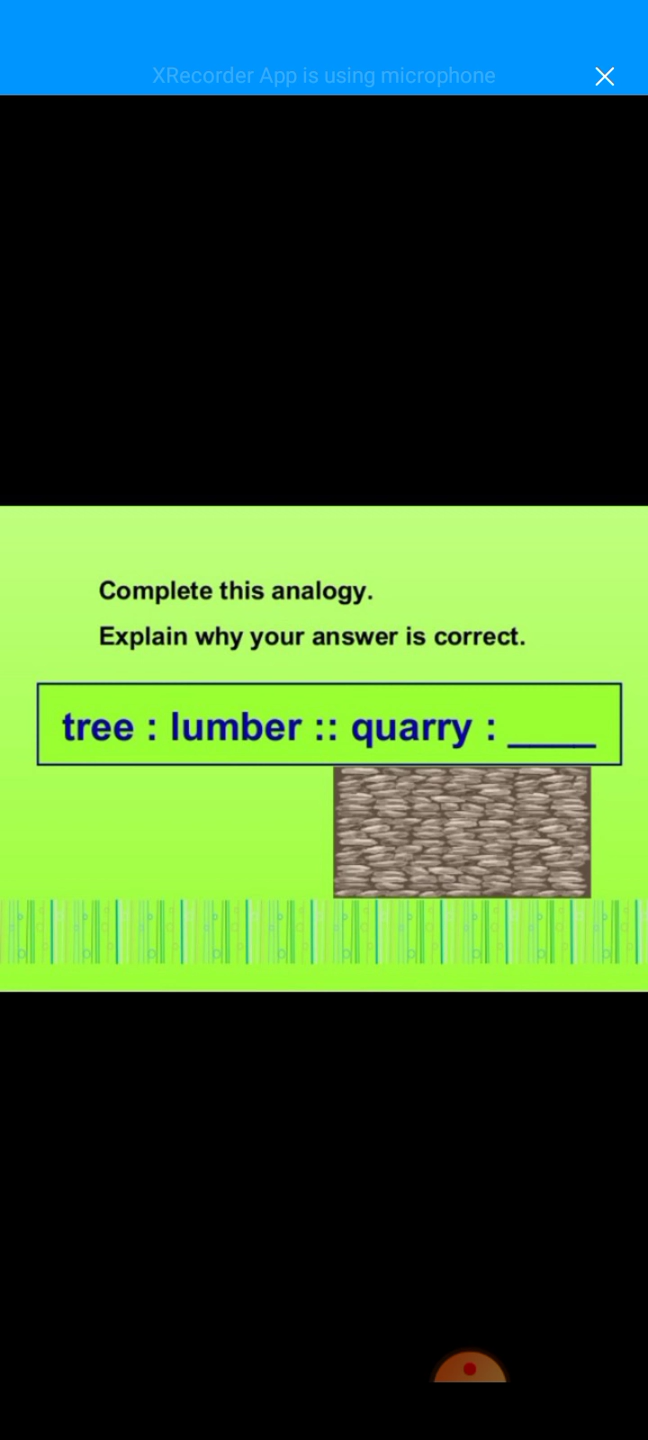 XRecorder App is using microphone
Complete this analogy.
Explain why your answer is correct.
tree : lumber :: quarry : ____